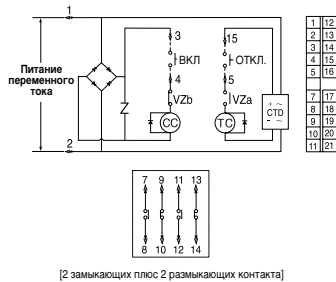 1
3
15
ВКЛ
ОТКЛ.
Питание
переменного
тока
4
5
VZb
VZa
CC
TC
+ ~
CTD
- ~
2
1 12
2 13
3 14
4 15
5 16
7 17
8 18
9 19
10 20
11 21
7 9 11 13
8 10 12 14
[2 замыкающих плюс 2 размыкающих контакта]